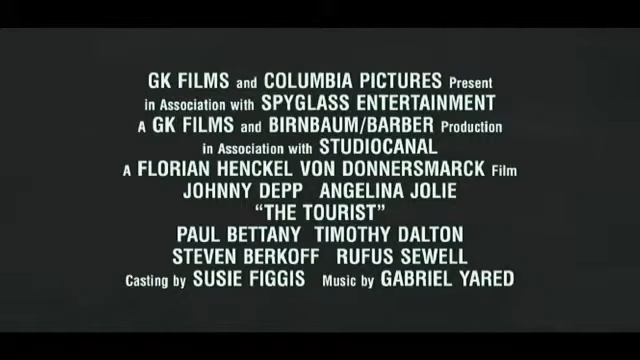 GK FILMS and COLUMBIA PICTURES Present
in Association with SPYGLASS ENTERTAINMENT
A GK FILMS and BIRNBAUM/BARBER Production
in Association with STUDIOCANAL
A FLORIAN HENCKEL VON DONNERSMARCK Film
JOHNNY DEPP ANGELINA JOLIE
“THE TOURIST”
PAUL BETTANY TIMOTHY DALTON
STEVEN BERKOFF RUFUS SEWELL
Casting by SUSIE FIGGIS Music by GABRIEL YARED